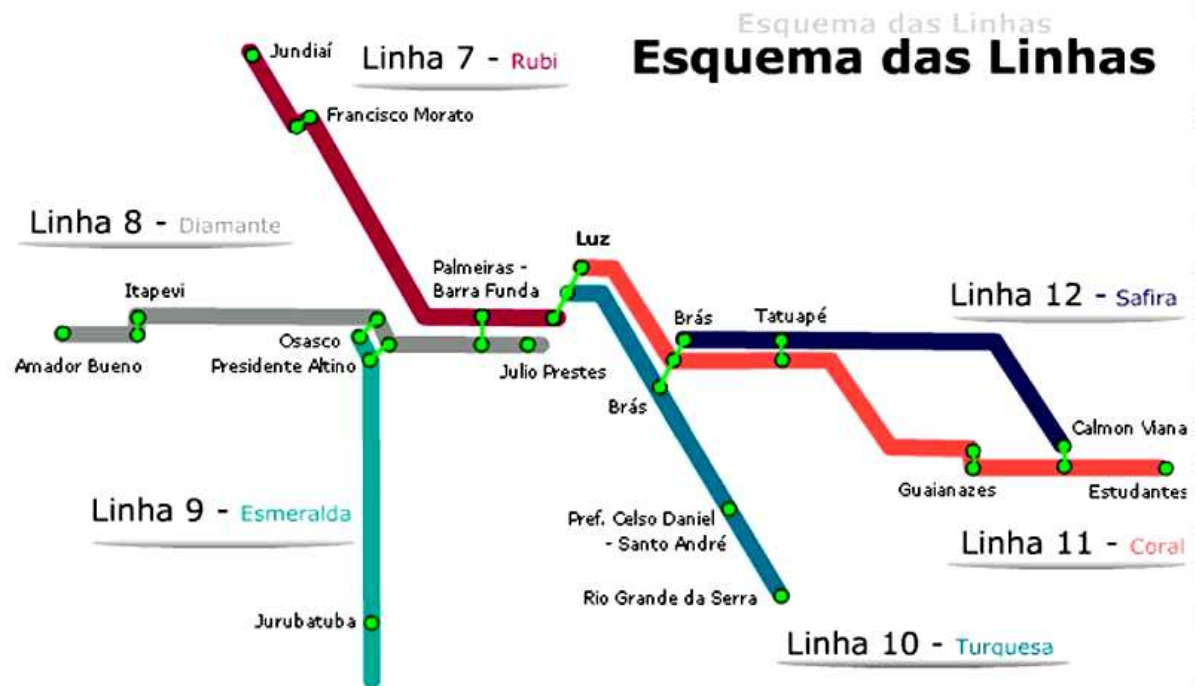 Esquema das Linhas
Esquema das Linhas
Linha 7 - Rubi
Jundiaí
Francisco Morato
Linha 8 - Diamante
Luz
Palmeiras -
Barra Funda
Itapevi
Linha 12 - Safira
Brás
Tatuapé
Osasco
Amador Bueno
Presidente Altino
Julio Prestes
Brás
Calmon Viana
Guaianazes
Estudantes
Linha 9 - Esmeralda
Pref. Celso Daniel
- Santo André
Linha 11 - Coral
Rio Grande da Serra
Jurubatuba
Linha 10 - Turquesa